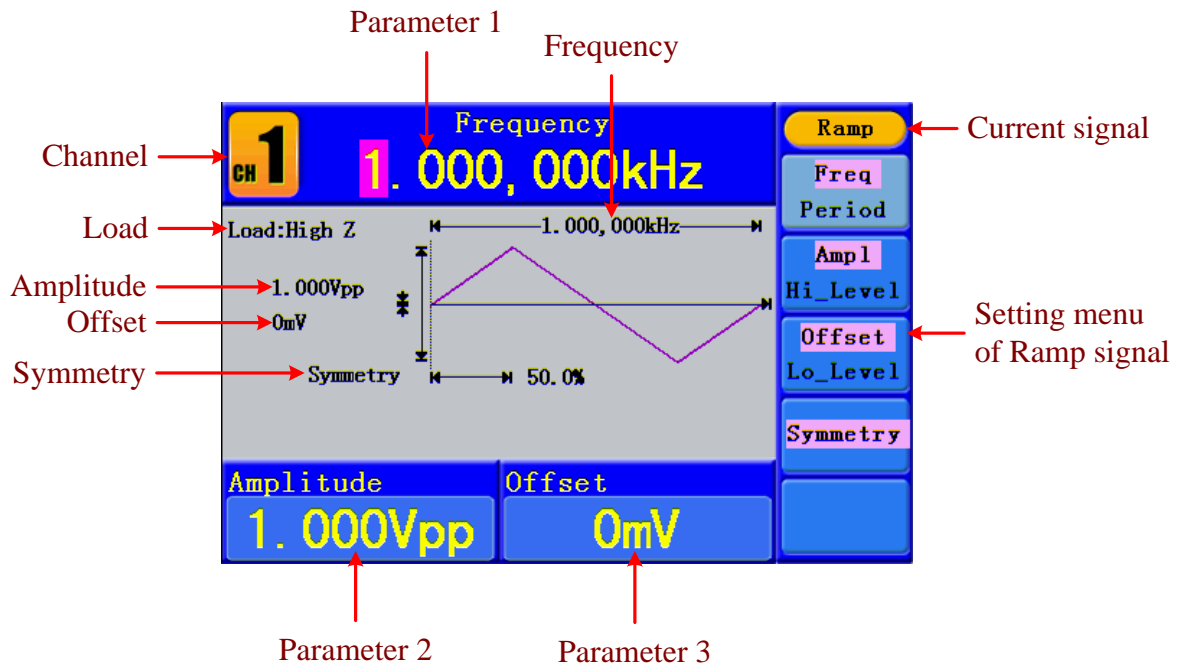 Parameter 1
Frequency
Frequency
Ramp
Current signal
CH 1
1.000,000kHz
Channel
Freq
Period
Load
Load:High Z
1.000,000kHz
Ampl
Hi_Level
Amplitude
1.000Vpp
Offset
0mV
Offset
Lo_Level
Setting menu
of Ramp signal
Symmetry
Symmetry
50.0%
Symmetry
Amplitude
Offset
1.000Vpp
0mV
Parameter 2
Parameter 3